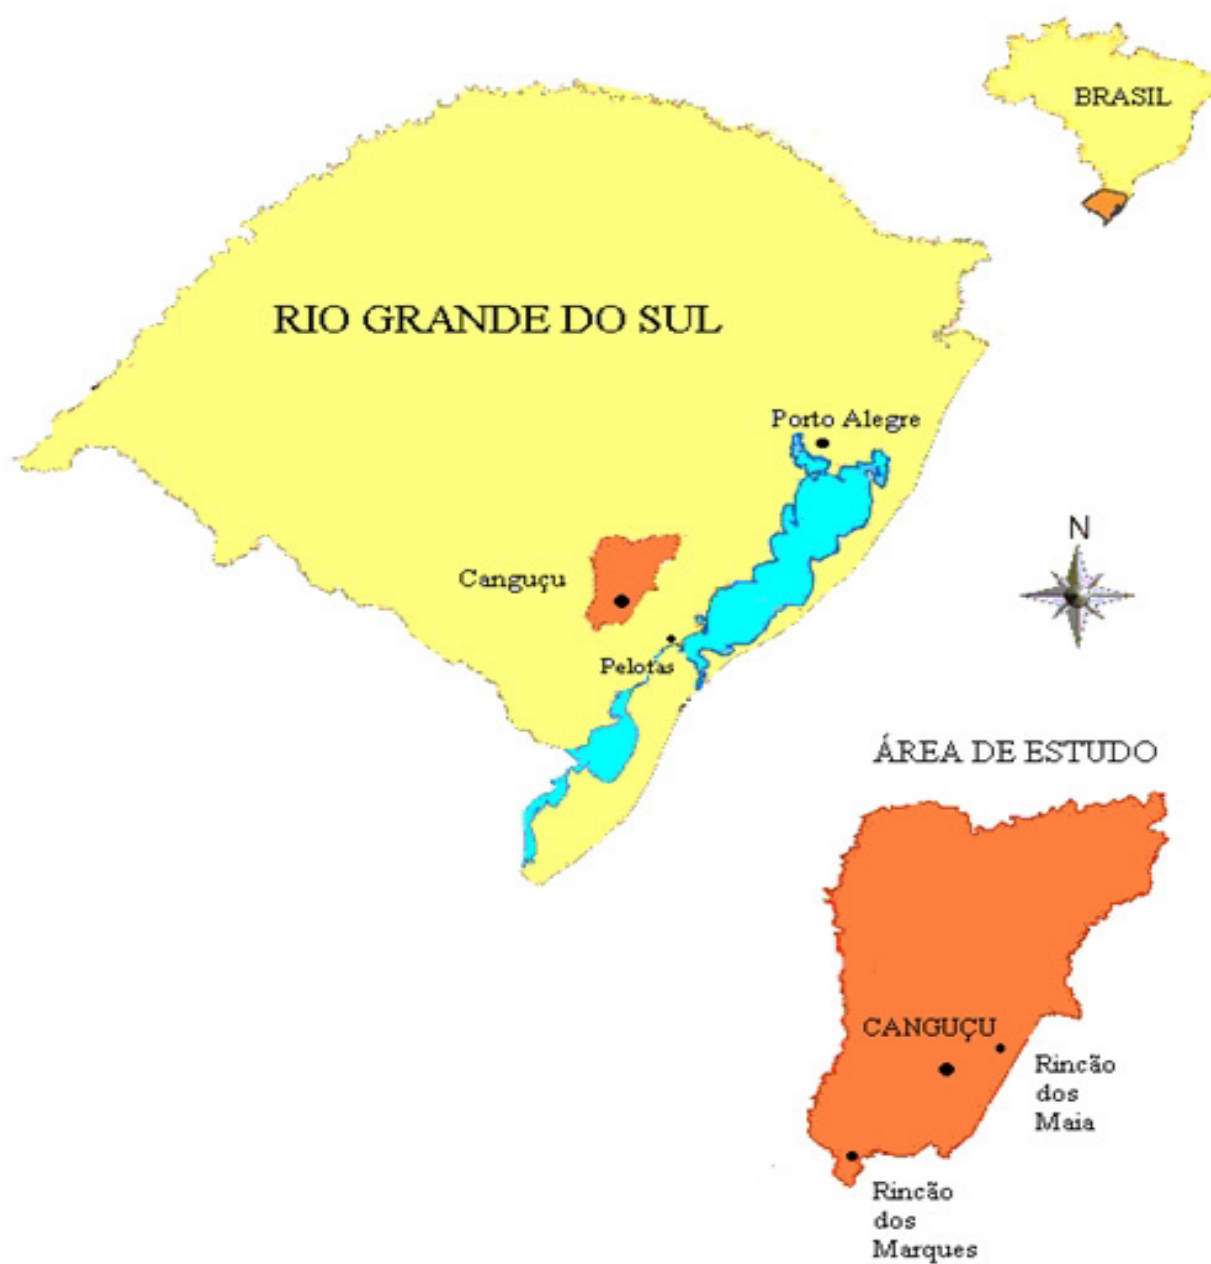 BRASIL
RIO GRANDE DO SUL
Porto Alegre
N
Canguçu
Pelotas
ÁREA DE ESTUDO
CANGUÇU
Rincão
dos
Maia
Rincão
dos
Marques